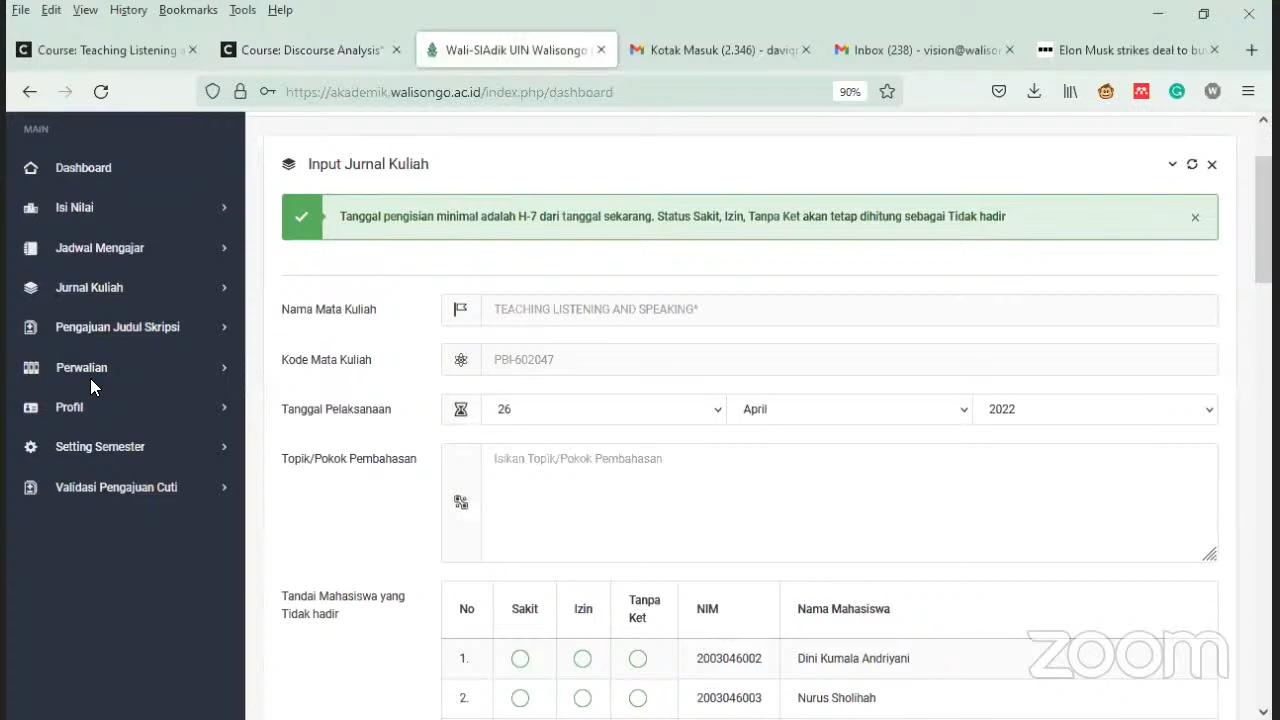 File Edit View History Bookmarks Tools Help
Course: Teaching Listening a
Course: Discourse Analysis"
Wali-SIAdik UIN Walisongo
Kotak Masuk (2.346) - davi
Inbox (238) - vision@waliso
Elon Musk strikes deal to bu
https://akademik.walisongo.ac.id/index.php/dashboard
90%
MAIN
Dashboard
Isi Nilai
Jadwal Mengajar
Jurnal Kuliah
Pengajuan Judul Skripsi
Perwalian
Profil
Setting Semester
Validasi Pengajuan Cuti
Input Jurnal Kuliah
Tanggal pengisian minimal adalah H-7 dari tanggal sekarang. Status Sakit, Izin, Tanpa Ket akan tetap dihitung sebagai Tidak hadir
Nama Mata Kuliah TEACHING LISTENING AND SPEAKING*
Kode Mata Kuliah PBI-602047
Tanggal Pelaksanaan 26 April 2022
Topik/Pokok Pembahasan Isikan Topik/Pokok Pembahasan
Tandai Mahasiswa yang
Tidak hadir
No Sakit Izin Tanpa Ket NIM Nama Mahasiswa
1. 2003046002 Dini Kumala Andriyani
2. 2003046003 Nurus Sholihah
zoom